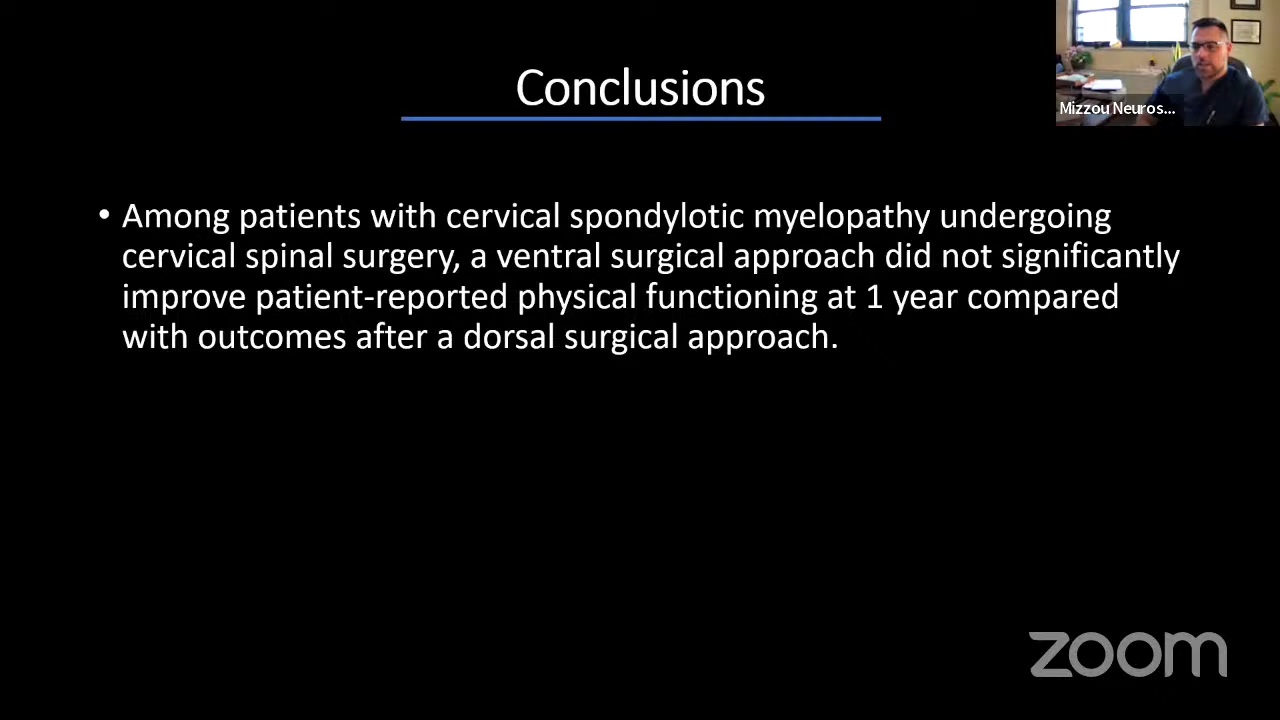 Conclusions
Mizzou Neuros...
• Among patients with cervical spondylotic myelopathy undergoing
cervical spinal surgery, a ventral surgical approach did not significantly
improve patient-reported physical functioning at 1 year compared
with outcomes after a dorsal surgical approach.
zoom